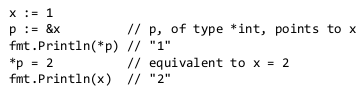 x := 1
p := &x         // p, of type *int, points to x
fmt.Println(*p) // "1"
*p = 2          // equivalent to x = 2
fmt.Println(x)  // "2"